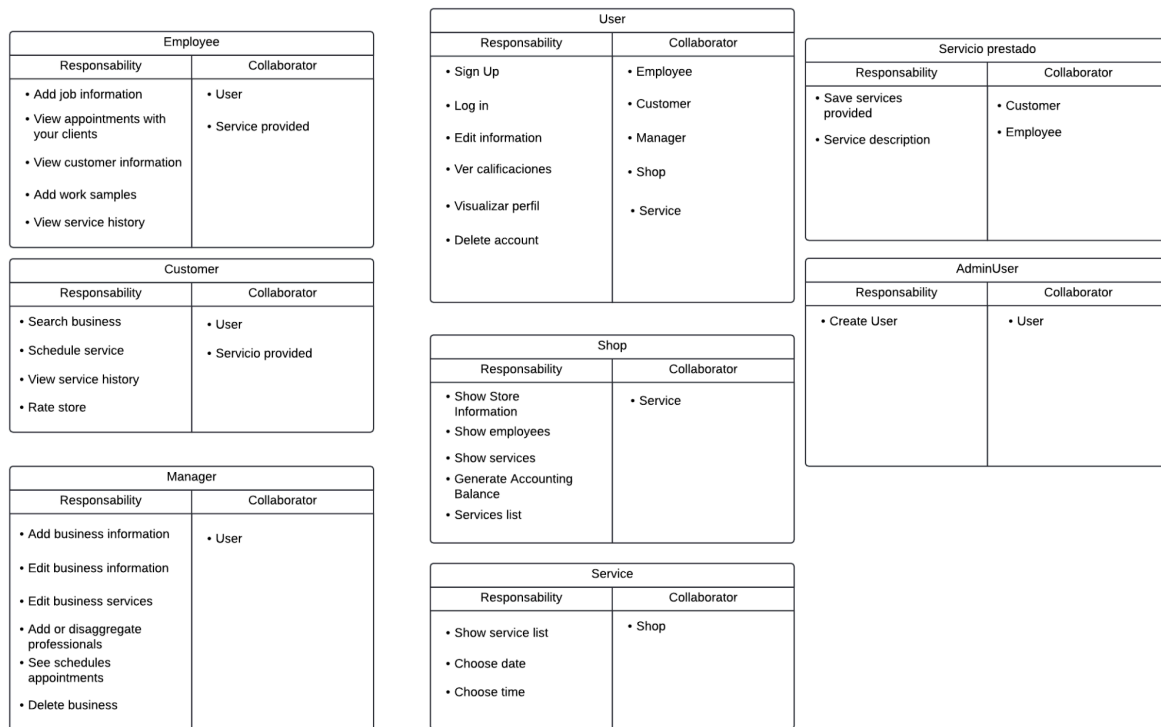 Employee
Responsability
Collaborator
• Add job information
• View appointments with
your clients
• View customer information
• Add work samples
• View service history
• User
• Service provided
Customer
Responsability
Collaborator
• Search business
• Schedule service
• View service history
• Rate store
• User
• Servicio provided
Manager
Responsability
Collaborator
• Add business information
• Edit business information
• Edit business services
• Add or disaggregate
professionals
• See schedules
appointments
• Delete business
• User
User
Responsability
Collaborator
• Sign Up
• Log in
• Edit information
• Ver calificaciones
• Visualizar perfil
• Delete account
• Employee
• Customer
• Manager
• Shop
• Service
Shop
Responsability
Collaborator
• Show Store
Information
• Show employees
• Show services
• Generate Accounting
Balance
• Services list
• Service
Service
Responsability
Collaborator
• Show service list
• Choose date
• Choose time
• Shop
Servicio prestado
Responsability
Collaborator
• Save services
provided
• Service description
• Customer
• Employee
AdminUser
Responsability
Collaborator
• Create User
• User